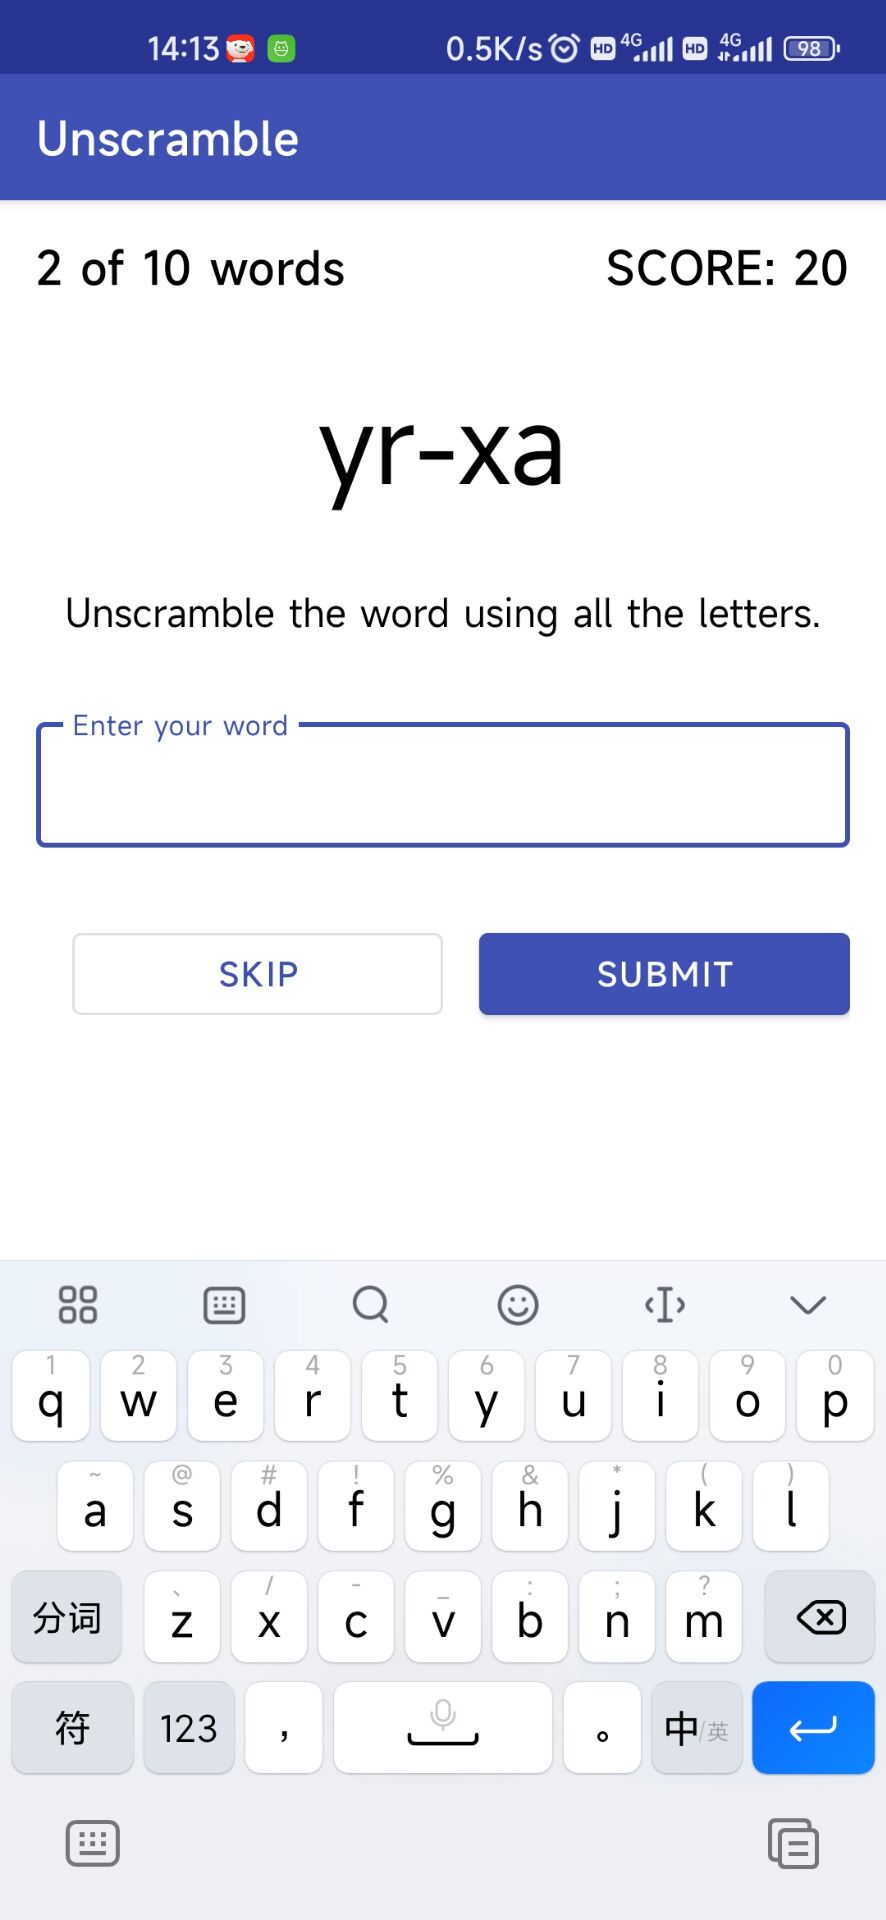 14:13 0.5K/s HD 4G HD 4G 98
Unscramble
2 of 10 words SCORE: 20
yr-xa
Unscramble the word using all the letters.
Enter your word
SKIP SUBMIT
1 2 3 4 5 6 7 8 9 0
q w e r t y u i o p
~ @ # ! % & * ( )
a s d f g h j k l
、 / - _ : ; ?
分词 z x c v b n m
符 123 , 。 中/英